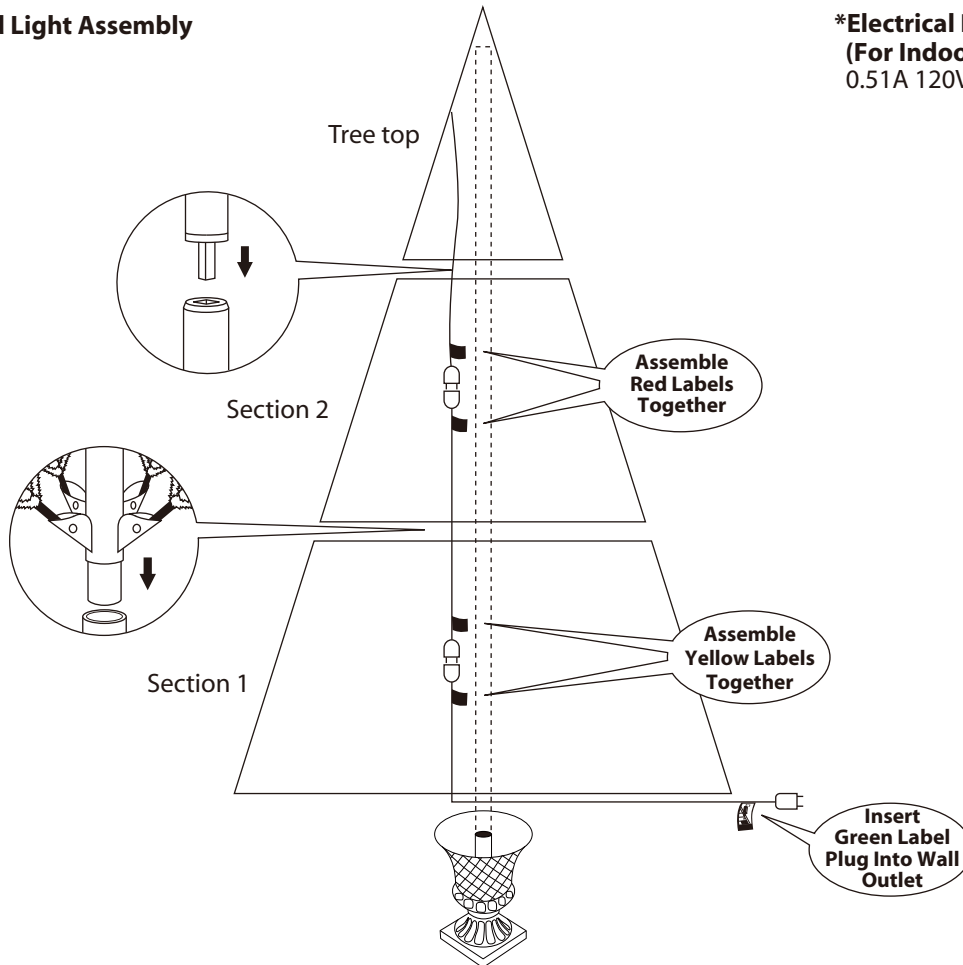 Light Assembly
*Electrical
(For Indoo
0.51A 120V
Tree top
Assemble
Red Labels
Together
Section 2
Assemble
Yellow Labels
Together
Section 1
Insert
Green Label
Plug Into Wall
Outlet